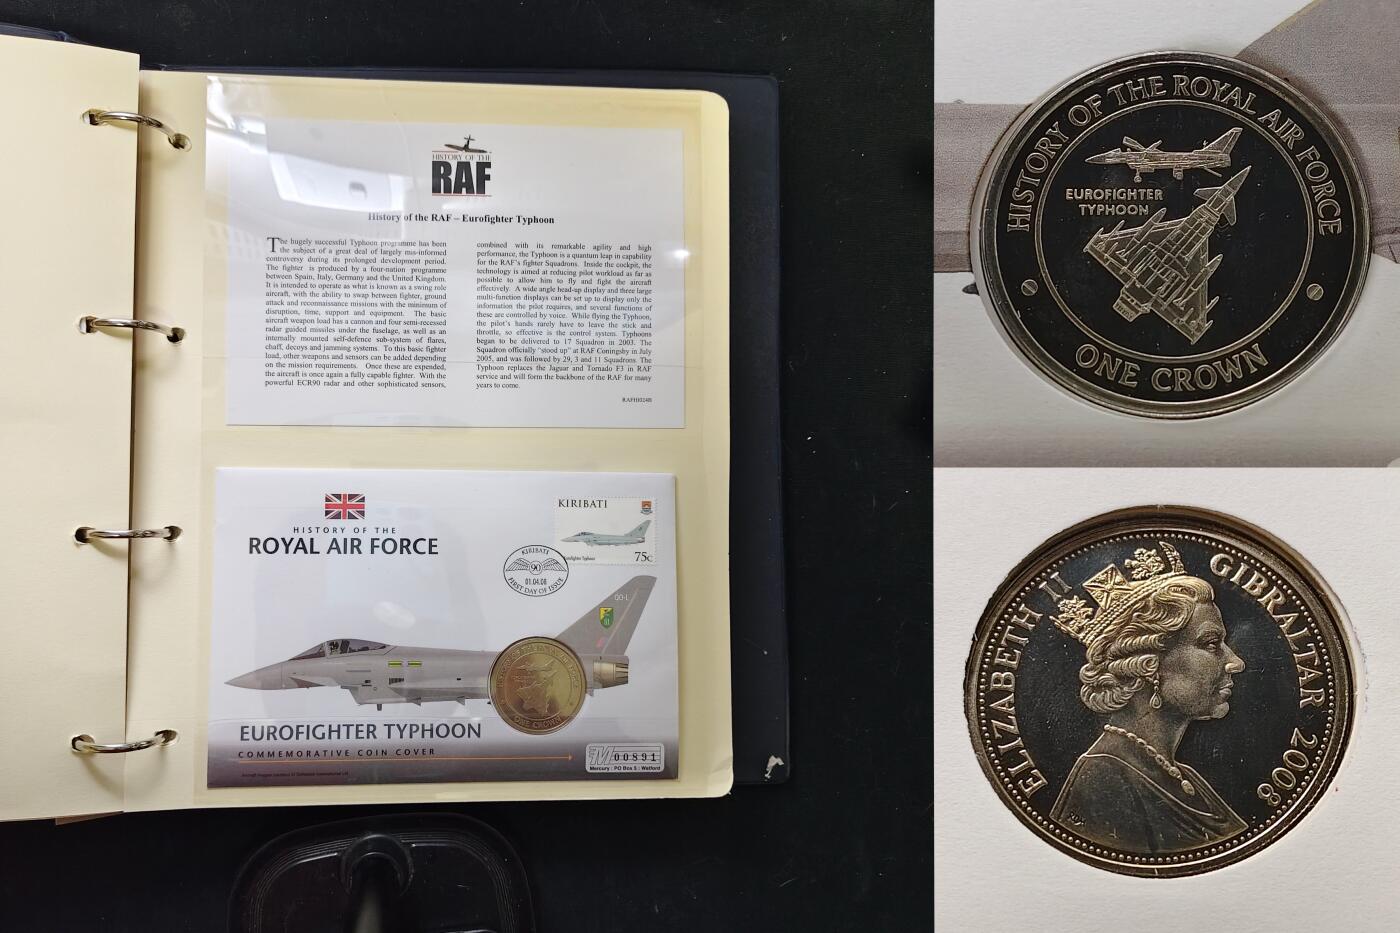 HISTORY OF THE
RAF
History of the RAF – Eurofighter Typhoon
The hugely successful Typhoon programme has been
the subject of a great deal of largely mis-informed
controversy during its prolonged development period.
The fighter is produced by a four-nation programme
between Spain, Italy, Germany and the United Kingdom.
It is intended to operate as what is known as a swing role
aircraft, with the ability to swap between fighter, ground
attack and reconnaissance missions with the minimum of
disruption, time, support and equipment. The basic
aircraft weapon load has a cannon and four semi-recessed
radar guided missiles under the fuselage, as well as an
internally mounted self-defence sub-system of flares,
chaff, decoys and jamming systems. To this basic fighter
load, other weapons and sensors can be added depending
on the mission requirements. Once these are expended,
the aircraft is once again a fully capable fighter. With the
powerful ECR90 radar and other sophisticated sensors,
combined with its remarkable agility and high
performance, the Typhoon is a quantum leap in capability
for the RAF's fighter Squadrons. Inside the cockpit, the
technology is aimed at reducing pilot workload as far as
possible to allow him to fly and fight the aircraft
effectively. A wide angle head-up display and three large
multi-function displays can be set up to display only the
information the pilot requires, and several functions of
these are controlled by voice. While flying the Typhoon,
the pilot's hands rarely have to leave the stick and
throttle, so effective is the control system. Typhoons
began to be delivered to 17 Squadron in 2003. The
Squadron officially "stood up" at RAF Coningsby in July
2005, and was followed by 29, 3 and 11 Squadrons. The
Typhoon replaces the Jaguar and Tornado F3 in RAF
service and will form the backbone of the RAF for many
years to come.
RAFHI024B
HISTORY OF THE
ROYAL AIR FORCE
KIRIBATI
Eurofighter Typhoon
75c
KIRIBATI
90
01.04.08
FIRST DAY OF ISSUE
QO-L
HISTORY OF THE ROYAL AIR FORCE
ONE CROWN
EUROFIGHTER TYPHOON
COMMEMORATIVE COIN COVER
M 00891
Mercury : PO Box 5 : Watford
HISTORY OF THE ROYAL AIR FORCE
EUROFIGHTER
TYPHOON
ONE CROWN
ELIZABETH II
GIBRALTAR 2008